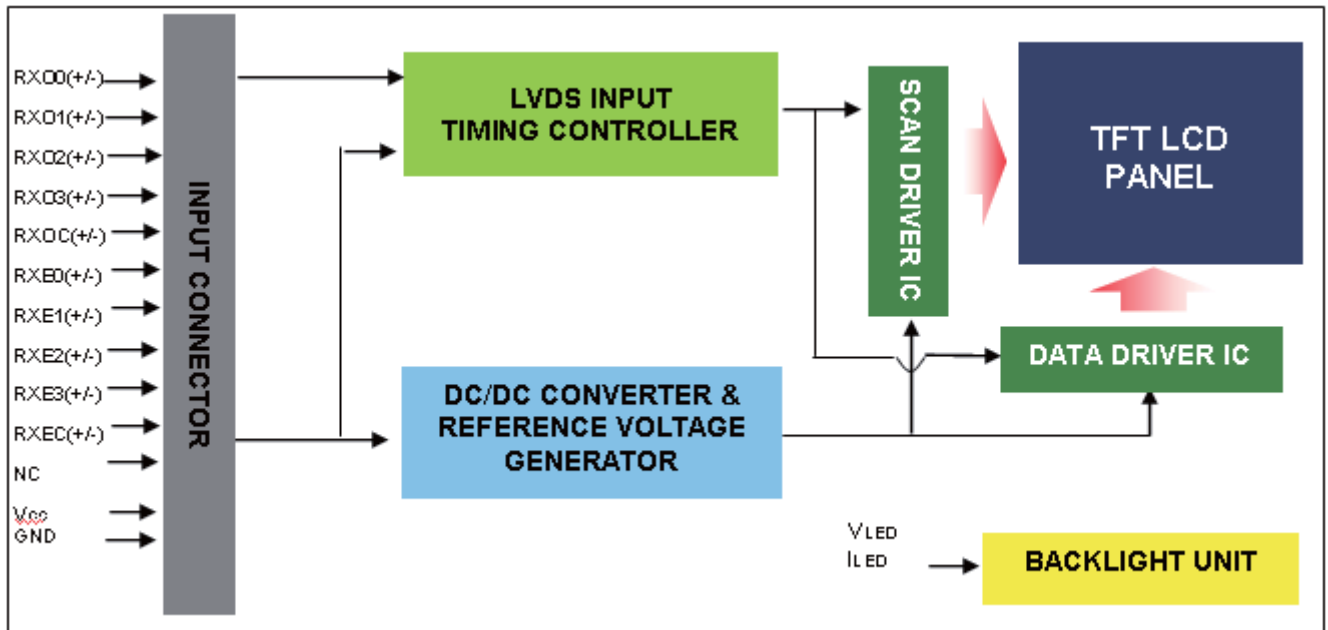 RXO0(+/-)
RXO1(+/-)
RXO2(+/-)
RXO3(+/-)
RXOC(+/-)
RXE0(+/-)
RXE1(+/-)
RXE2(+/-)
RXE3(+/-)
RXEC(+/-)
NC
Vcc
GND
INPUT CONNECTOR
LVDS INPUT
TIMING CONTROLLER
DC/DC CONVERTER &
REFERENCE VOLTAGE
GENERATOR
SCAN DRIVER IC
TFT LCD
PANEL
DATA DRIVER IC
VLED
ILED
BACKLIGHT UNIT